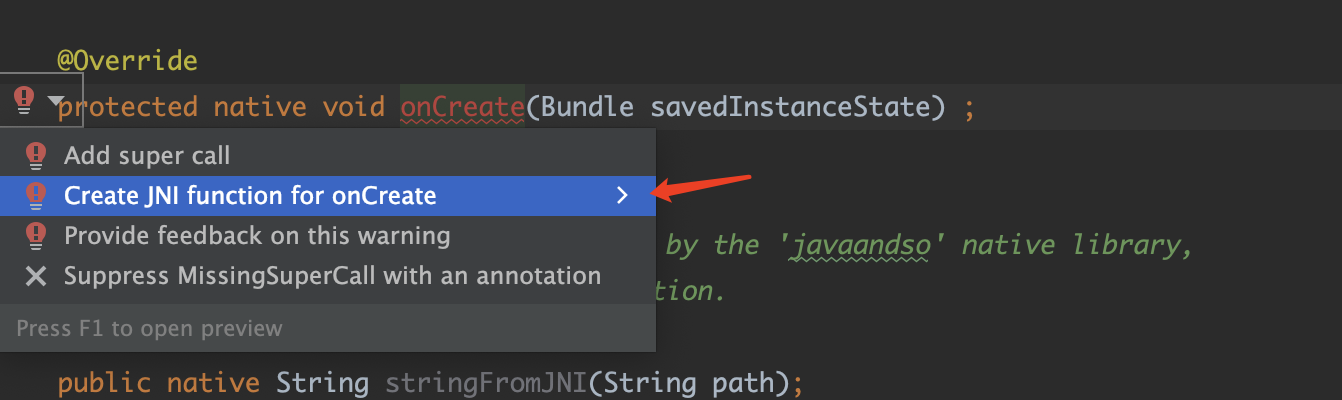 @Override
protected native void onCreate(Bundle savedInstanceState) ;
Add super call
Create JNI function for onCreate
Provide feedback on this warning
by the 'javaandso' native library,
Suppress MissingSuperCall with an annotation
tion.
Press F1 to open preview
public native String stringFromJNI(String path);